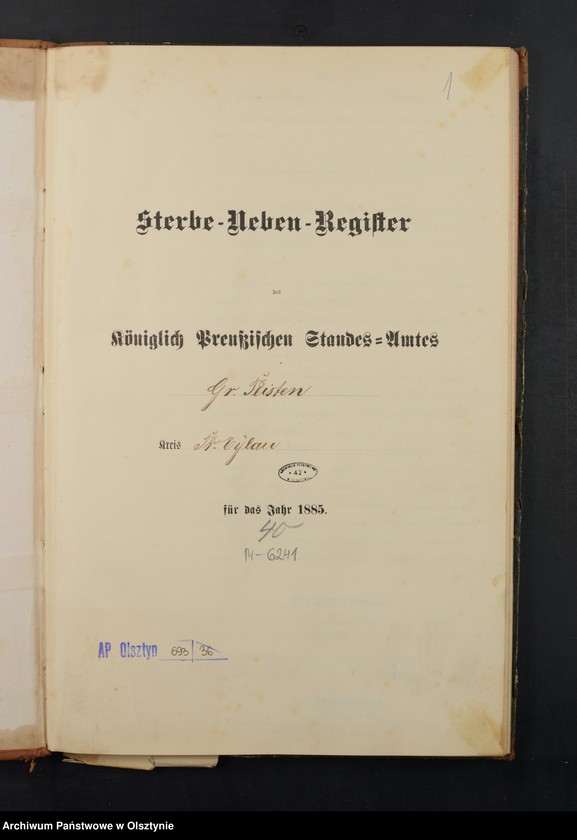 1
Sterbe-Neben-Register
des
Königlich Preußischen Standes-Amtes
Gr. Peisten
Kreis Pr. Eylau
42
für das Jahr 1885.
40
M-6241
AP Olsztyn 693 36
Archiwum Państwowe w Olsztynie